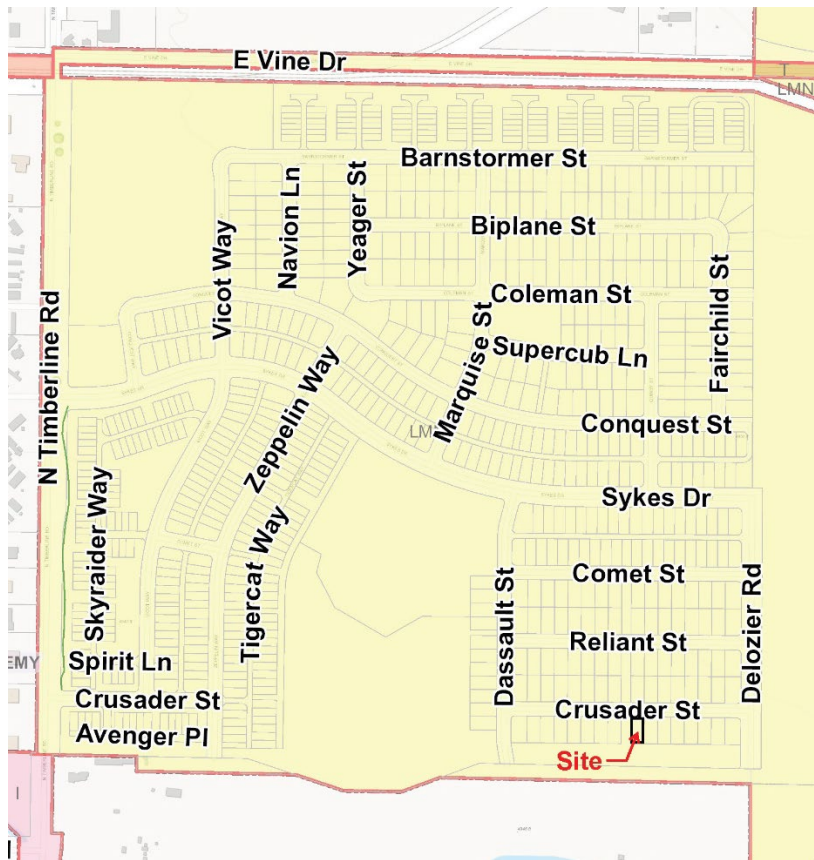 E Vine Dr
LMN
Barnstormer St
Navion Ln
Yeager St
Biplane St
Vicot Way
Fairchild St
Coleman St
N Timberline Rd
Marquise St
Supercub Ln
Zeppelin Way
Conquest St
LM
Sykes Dr
Skyraider Way
Tigercat Way
Comet St
Dassault St
Delozier Rd
Reliant St
EMY
Spirit Ln
Crusader St
Crusader St
Avenger Pl
Site
I